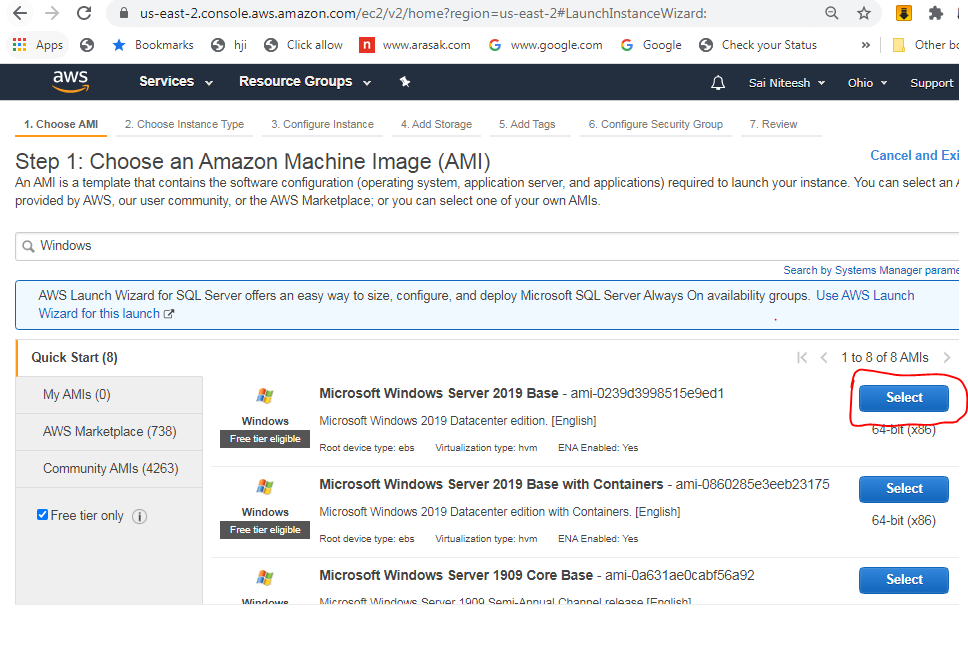 us-east-2.console.aws.amazon.com/ec2/v2/home?region=us-east-2#LaunchInstanceWizard:
Apps Bookmarks hji Click allow n www.arasak.com www.google.com Google Check your Status » Other bo
aws Services Resource Groups Sai Niteesh Ohio Support
1. Choose AMI 2. Choose Instance Type 3. Configure Instance 4. Add Storage 5. Add Tags 6. Configure Security Group 7. Review
Step 1: Choose an Amazon Machine Image (AMI) Cancel and Exi
An AMI is a template that contains the software configuration (operating system, application server, and applications) required to launch your instance. You can select an A
provided by AWS, our user community, or the AWS Marketplace; or you can select one of your own AMIs.
Windows
Search by Systems Manager parame
AWS Launch Wizard for SQL Server offers an easy way to size, configure, and deploy Microsoft SQL Server Always On availability groups. Use AWS Launch
Wizard for this launch
Quick Start (8) 1 to 8 of 8 AMIs
My AMIs (0)
AWS Marketplace (738)
Community AMIs (4263)
Free tier only i
Windows
Free tier eligible
Microsoft Windows Server 2019 Base - ami-0239d3998515e9ed1
Microsoft Windows 2019 Datacenter edition. [English]
Root device type: ebs Virtualization type: hvm ENA Enabled: Yes
Select
64-bit (x86)
Windows
Free tier eligible
Microsoft Windows Server 2019 Base with Containers - ami-0860285e3eeb23175
Microsoft Windows 2019 Datacenter edition with Containers. [English]
Root device type: ebs Virtualization type: hvm ENA Enabled: Yes
Select
64-bit (x86)
Windows
Microsoft Windows Server 1909 Core Base - ami-0a631ae0cabf56a92
Microsoft Windows Server 1909 Semi-Annual Channel release [English]
Select